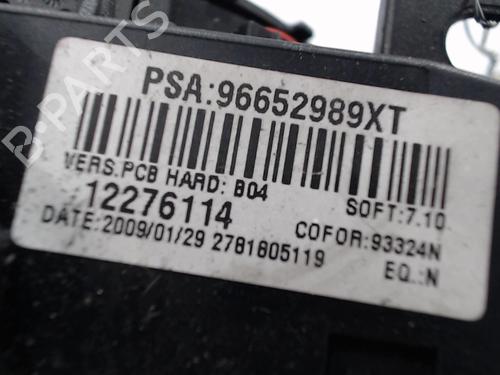 PSA:96652989XT
VERS.PCB HARD: B04
SOFT:7.10
12276114
COFOR:93324N
DATE:2009/01/29 2781805119
EQ.:N
B PARTS